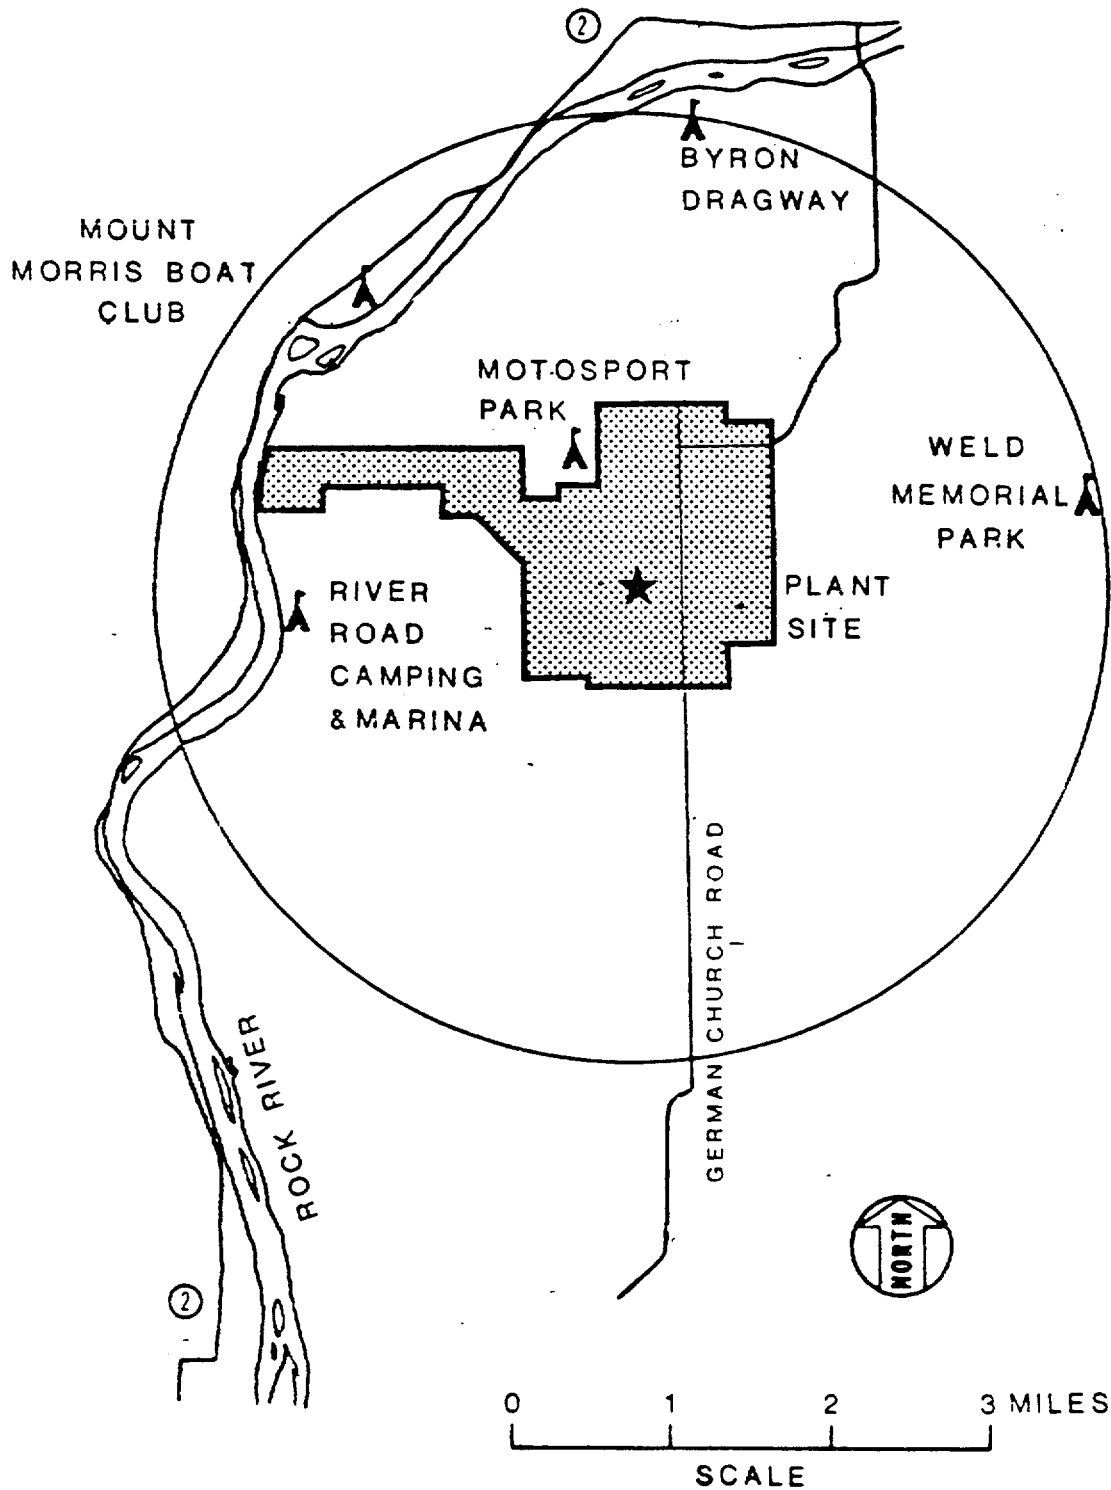 2
BYRON
DRAGWAY
MOUNT
MORRIS BOAT
CLUB
MOTOSPORT
PARK
WELD
MEMORIAL
PARK
RIVER
ROAD
CAMPING
& MARINA
PLANT
SITE
GERMAN CHURCH ROAD
ROCK RIVER
NORTH
2
0 1 2 3 MILES
SCALE